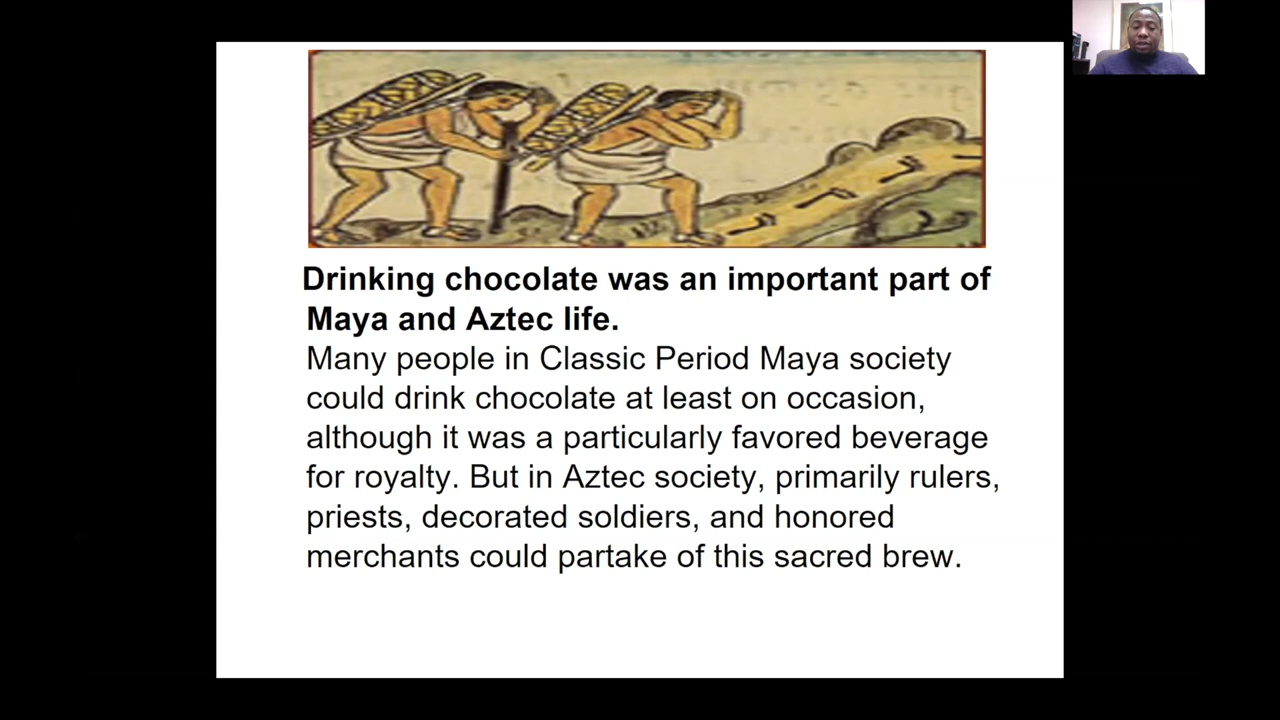 Drinking chocolate was an important part of
Maya and Aztec life.
Many people in Classic Period Maya society
could drink chocolate at least on occasion,
although it was a particularly favored beverage
for royalty. But in Aztec society, primarily rulers,
priests, decorated soldiers, and honored
merchants could partake of this sacred brew.